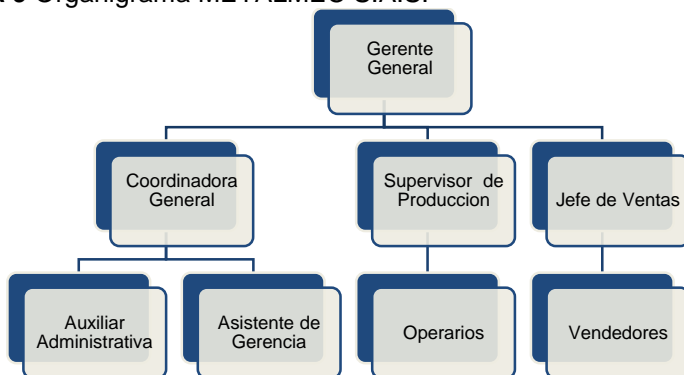 Gerente
General
Coordinadora
General
Supervisor de
Produccion
Jefe de Ventas
Auxiliar
Administrativa
Asistente de
Gerencia
Operarios
Vendedores